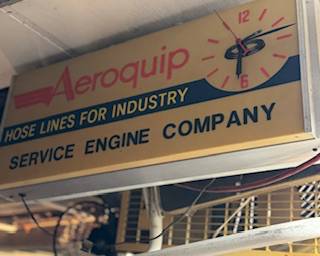 Aeroquip
HOSE LINES FOR INDUSTRY
SERVICE ENGINE COMPANY
12
6